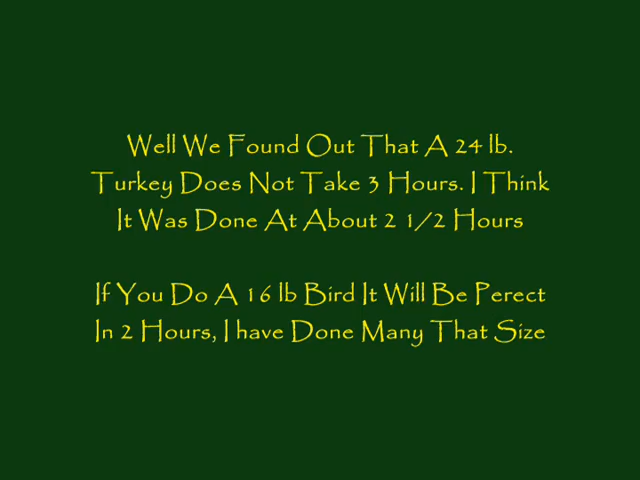 Well We Found Out That A 24 lb.
Turkey Does Not Take 3 Hours. I Think
It Was Done At About 2 1/2 Hours
If You Do A 16 lb Bird It Will Be Perect
In 2 Hours, I have Done Many That Size